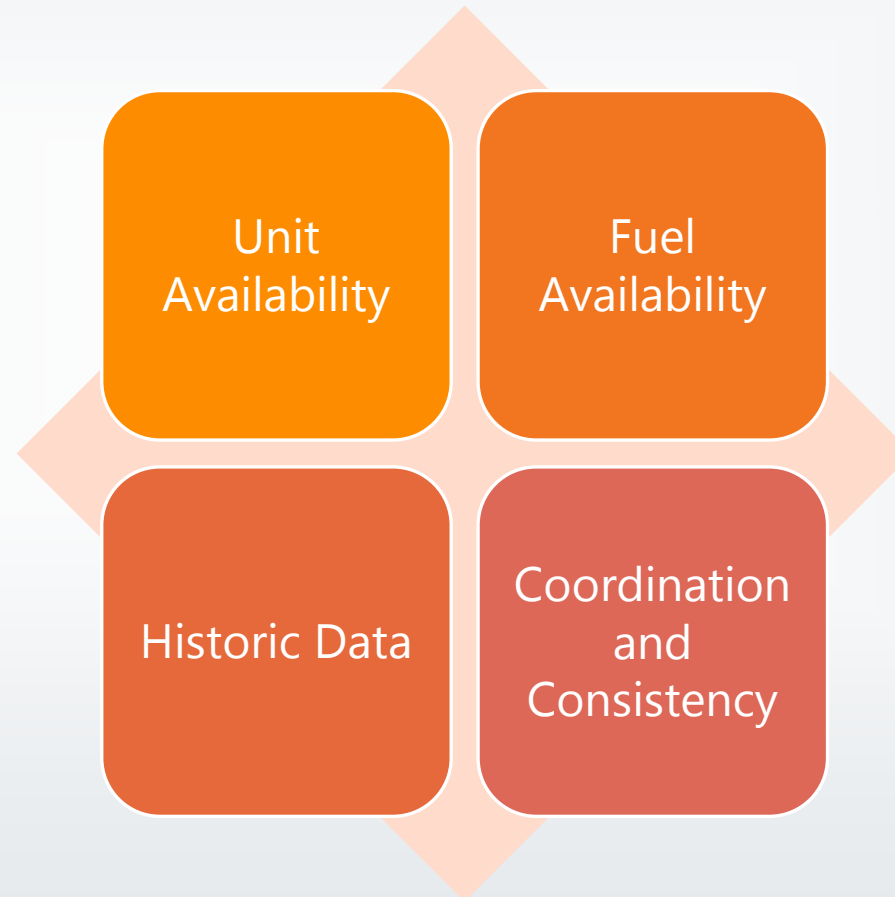 Unit
Availability
Fuel
Availability
Historic Data
Coordination
and
Consistency